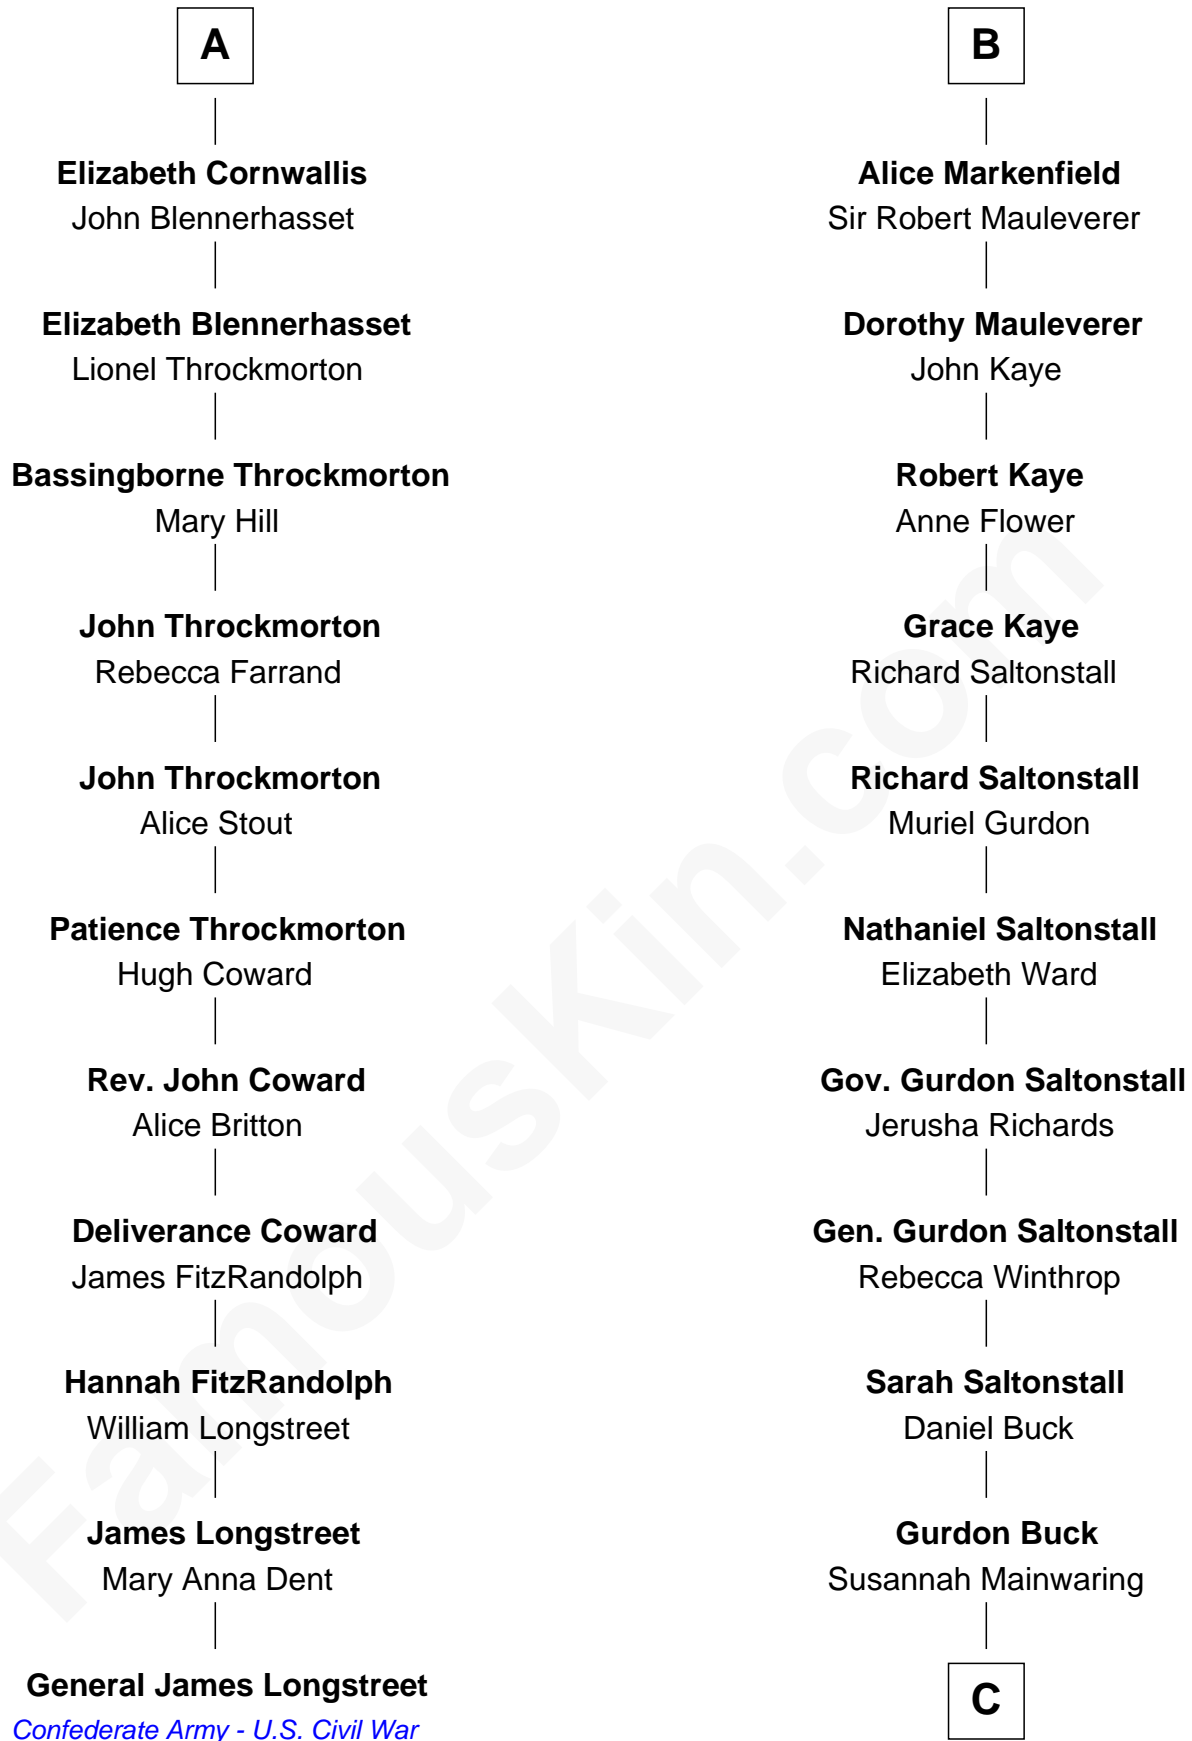 A
Elizabeth Cornwallis
John Blennerhasset
Elizabeth Blennerhasset
Lionel Throckmorton
Bassingborne Throckmorton
Mary Hill
John Throckmorton
Rebecca Farrand
John Throckmorton
Alice Stout
Patience Throckmorton
Hugh Coward
Rev. John Coward
Alice Britton
Deliverance Coward
James FitzRandolph
Hannah FitzRandolph
William Longstreet
James Longstreet
Mary Anna Dent
General James Longstreet
Confederate Army - U.S. Civil War
B
Alice Markenfield
Sir Robert Mauleverer
Dorothy Mauleverer
John Kaye
Robert Kaye
Anne Flower
Grace Kaye
Richard Saltonstall
Richard Saltonstall
Muriel Gurdon
Nathaniel Saltonstall
Elizabeth Ward
Gov. Gurdon Saltonstall
Jerusha Richards
Gen. Gurdon Saltonstall
Rebecca Winthrop
Sarah Saltonstall
Daniel Buck
Gurdon Buck
Susannah Mainwaring
C
FamousKin.com